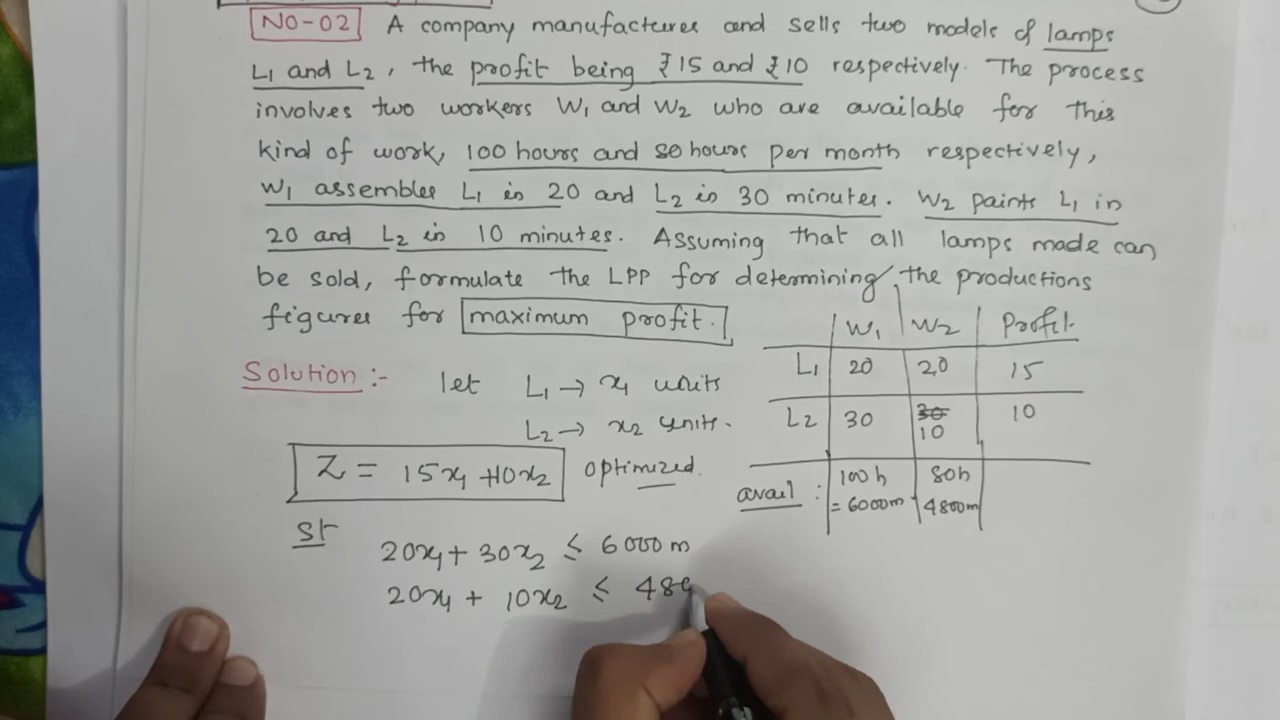 NO-02 A company manufactures and sells two models of lamps
L1 and L2, the profit being ₹15 and ₹10 respectively. The process
involves two workers W1 and W2 who are available for this
kind of work, 100 hours and 80 hours per month respectively,
W1 assembles L1 in 20 and L2 in 30 minutes. W2 paints L1 in
20 and L2 in 10 minutes. Assuming that all lamps made can
be sold, formulate the LPP for determining the productions
figures for maximum profit.
W1 W2 Profit
L1 20 20 15
L2 30 30 10
10
avail : 100h 80h
= 6000m 4800m
Solution :- let L1 → x1 units
L2 → x2 units.
Z = 15x1 + 10x2 optimized.
St
20x1 + 30x2 ≤ 6000 m
20x1 + 10x2 ≤ 480